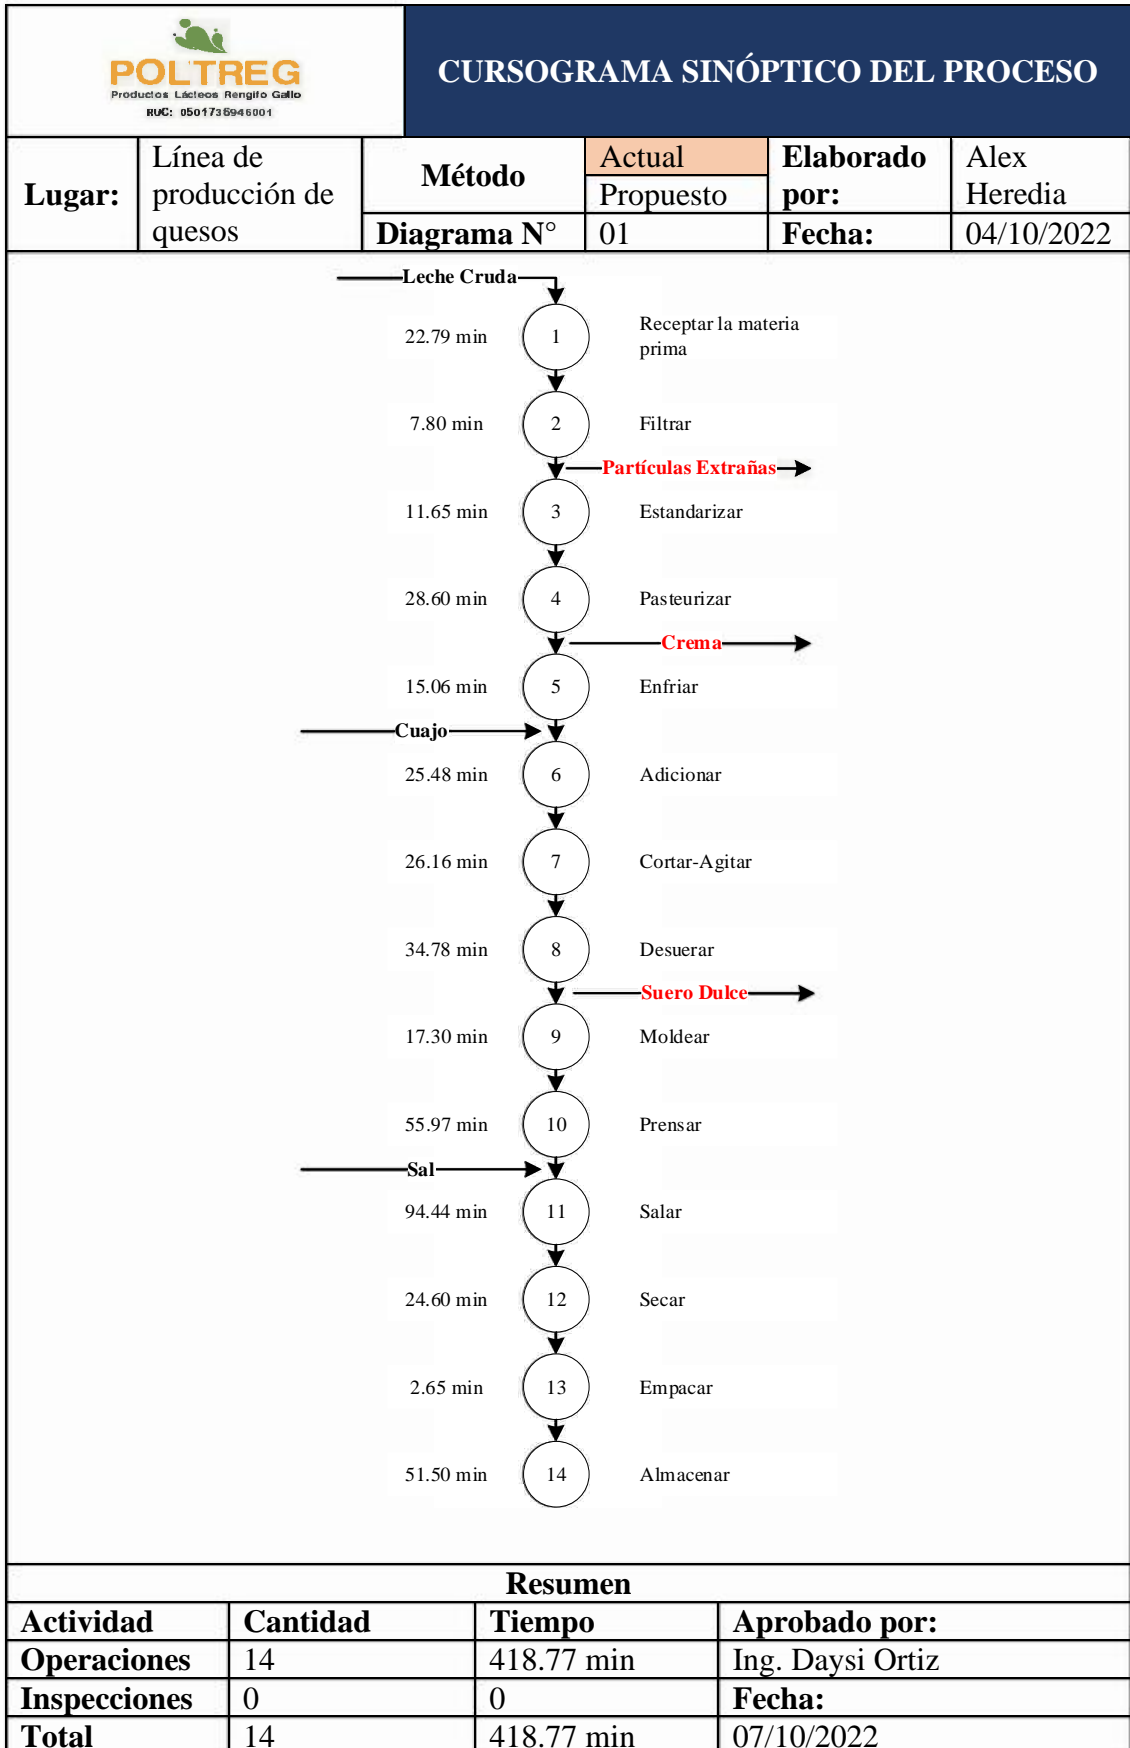 POLTREG
Productos Lácteos Rengifo Gallo
RUC: 0501736946001
CURSOGRAMA SINÓPTICO DEL PROCESO
Lugar:
Línea de
producción de
quesos
Método
Actual
Propuesto
Elaborado
por:
Alex
Heredia
Diagrama N°
01
Fecha:
04/10/2022
Leche Cruda
22.79 min
1
Receptar la materia
prima
7.80 min
2
Filtrar
Partículas Extrañas
11.65 min
3
Estandarizar
28.60 min
4
Pasteurizar
Crema
15.06 min
5
Enfriar
Cuajo
25.48 min
6
Adicionar
26.16 min
7
Cortar-Agitar
34.78 min
8
Desuerar
Suero Dulce
17.30 min
9
Moldear
55.97 min
10
Prensar
Sal
94.44 min
11
Salar
24.60 min
12
Secar
2.65 min
13
Empacar
51.50 min
14
Almacenar
Resumen
Actividad
Cantidad
Tiempo
Aprobado por:
Operaciones
14
418.77 min
Ing. Daysi Ortiz
Inspecciones
0
0
Fecha:
Total
14
418.77 min
07/10/2022